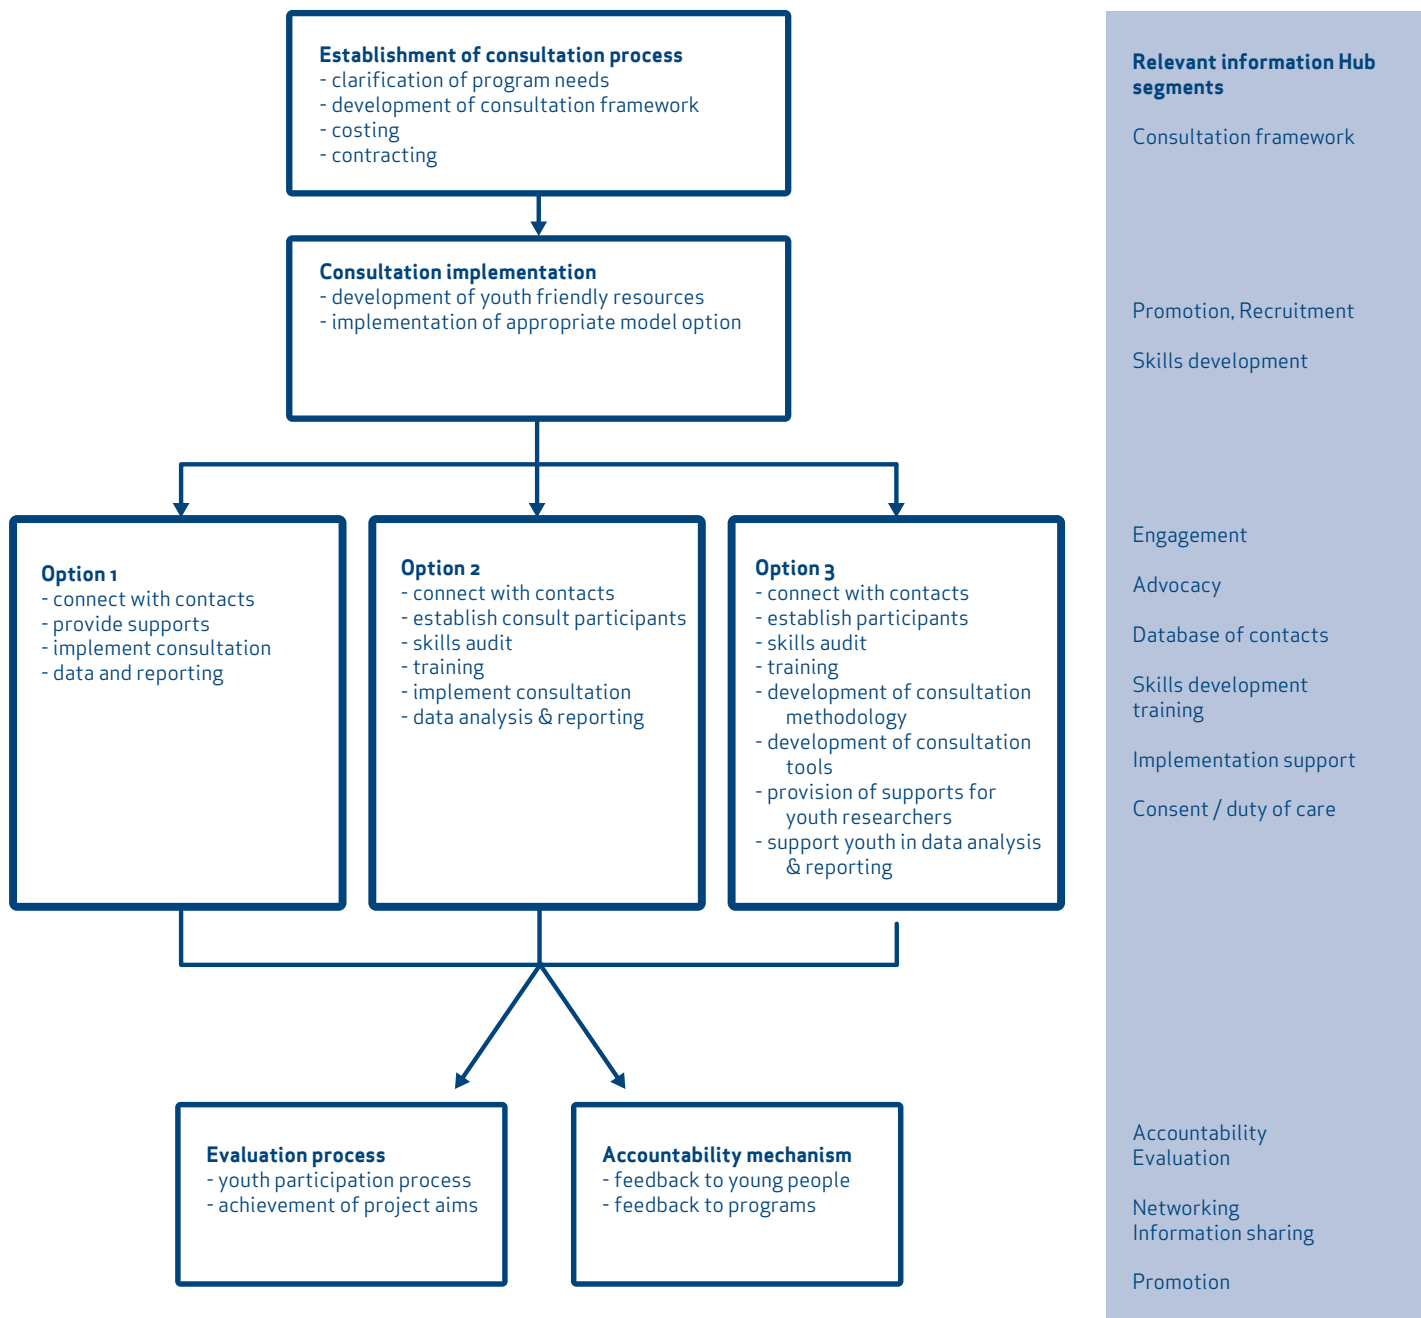 Establishment of consultation process
- clarification of program needs
- development of consultation framework
- costing
- contracting
Consultation implementation
- development of youth friendly resources
- implementation of appropriate model option
Option 1
- connect with contacts
- provide supports
- implement consultation
- data and reporting
Option 2
- connect with contacts
- establish consult participants
- skills audit
- training
- implement consultation
- data analysis & reporting
Option 3
- connect with contacts
- establish participants
- skills audit
- training
- development of consultation
methodology
- development of consultation
tools
- provision of supports for
youth researchers
- support youth in data analysis
& reporting
Evaluation process
- youth participation process
- achievement of project aims
Accountability mechanism
- feedback to young people
- feedback to programs
Relevant information Hub
segments
Consultation framework
Promotion, Recruitment
Skills development
Engagement
Advocacy
Database of contacts
Skills development
training
Implementation support
Consent / duty of care
Accountability
Evaluation
Networking
Information sharing
Promotion